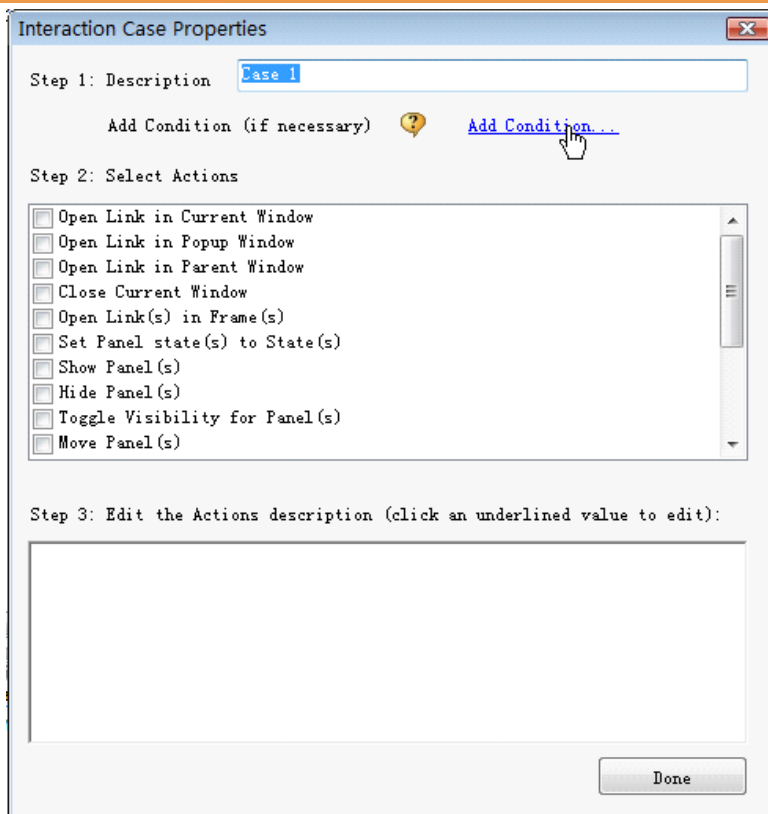 Interaction Case Properties
Step 1: Description Case 1
Add Condition (if necessary) Add Condition...
Step 2: Select Actions
Open Link in Current Window
Open Link in Popup Window
Open Link in Parent Window
Close Current Window
Open Link(s) in Frame(s)
Set Panel state(s) to State(s)
Show Panel(s)
Hide Panel(s)
Toggle Visibility for Panel(s)
Move Panel(s)
Step 3: Edit the Actions description (click an underlined value to edit):
Done